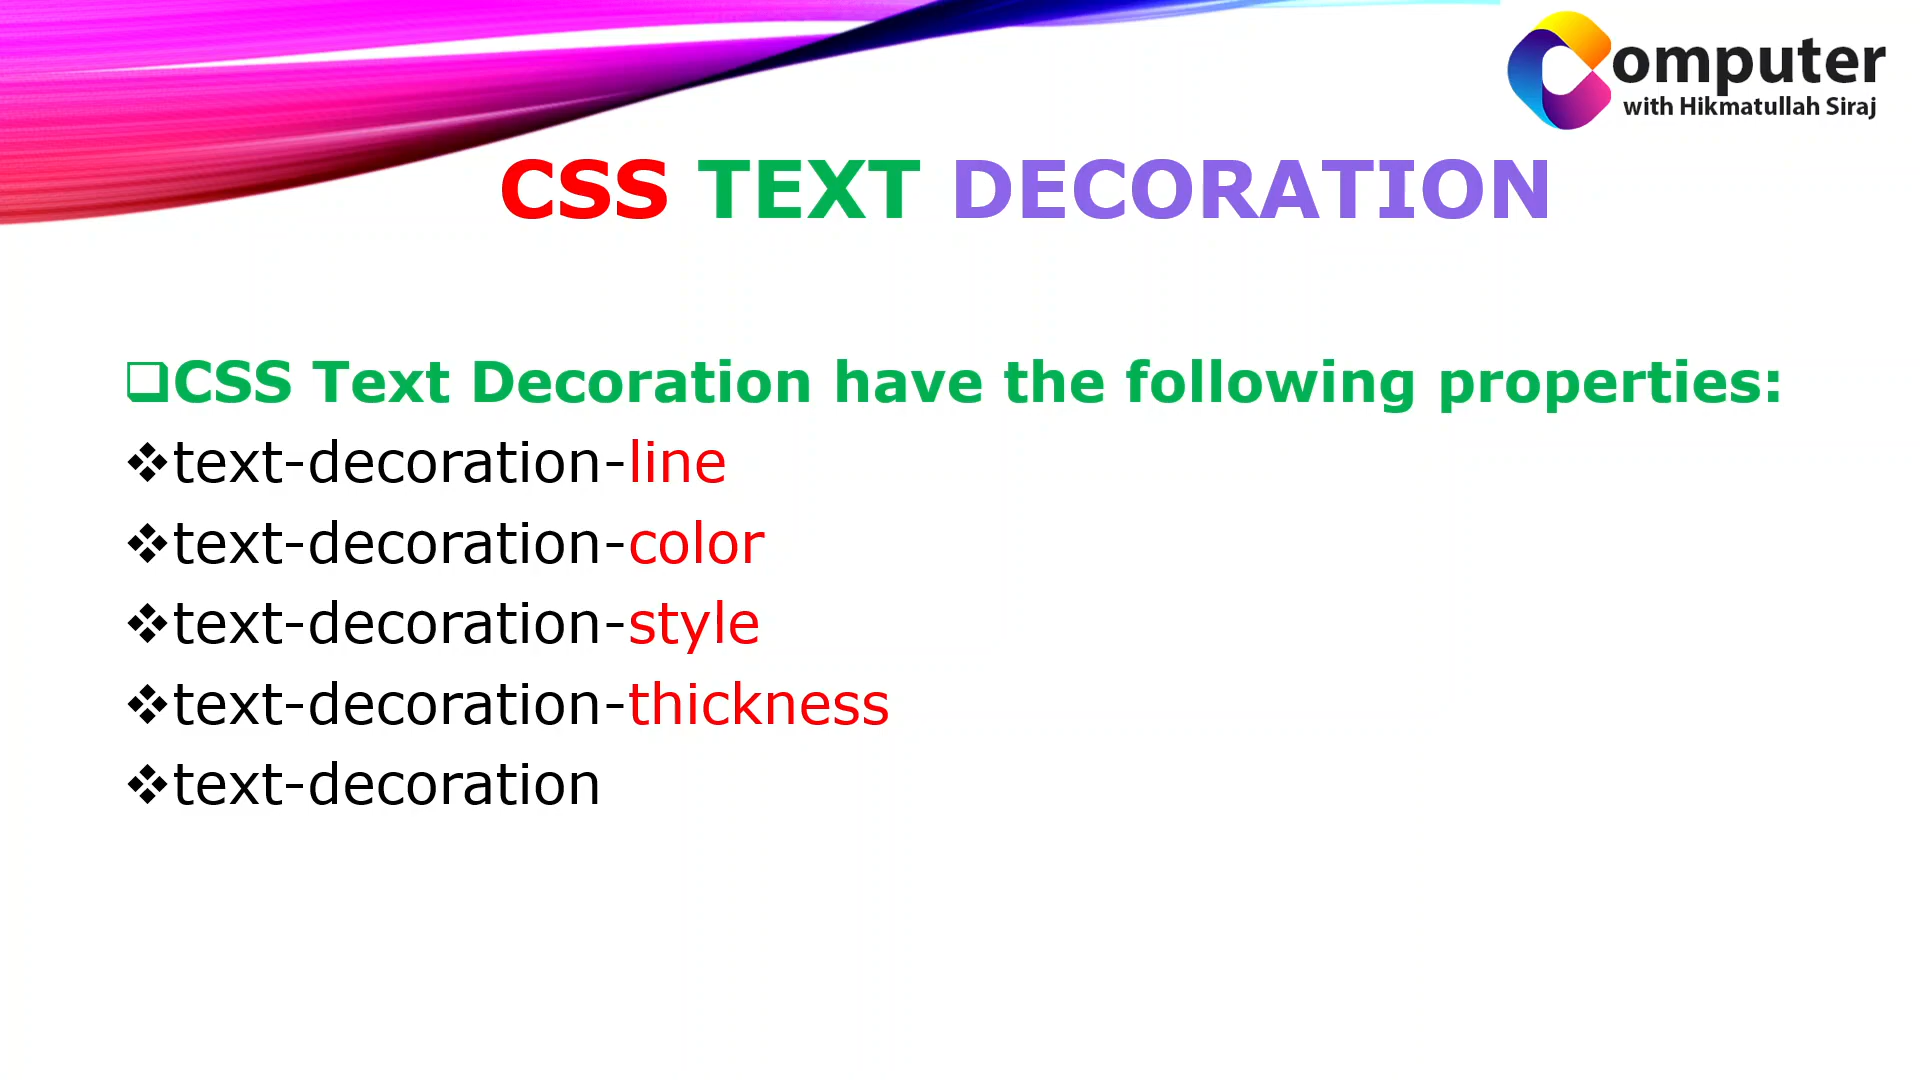 Computer
with Hikmatullah Siraj
CSS TEXT DECORATION
❑CSS Text Decoration have the following properties:
❖text-decoration-line
❖text-decoration-color
❖text-decoration-style
❖text-decoration-thickness
❖text-decoration